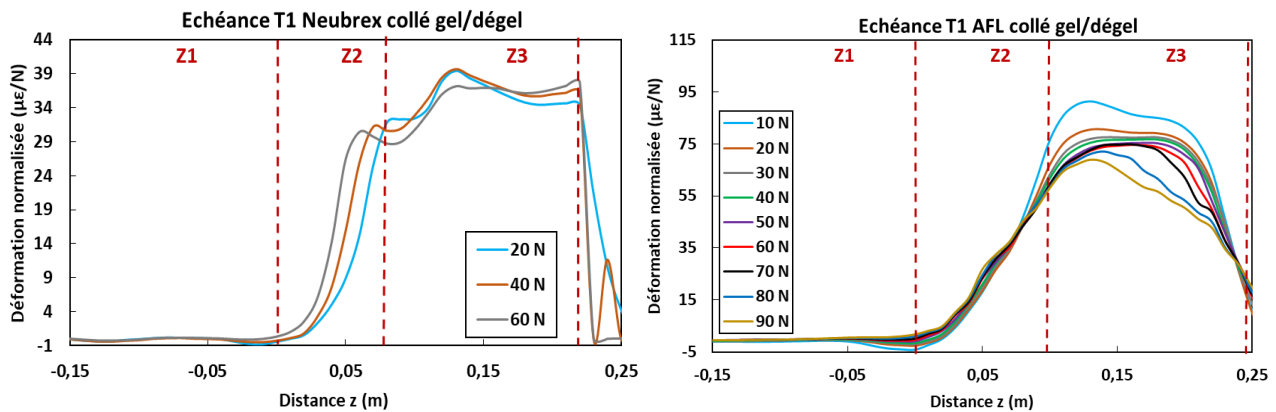 Echéance T1 Neubrex collé gel/dégel
Déformation normalisée (µε/N)
44
39
34
29
24
19
14
9
4
-1
Z1
Z2
Z3
20 N
40 N
60 N
-0,15
-0,05
0,05
0,15
0,25
Distance z (m)
Echéance T1 AFL collé gel/dégel
Déformation normalisée (µε/N)
115
95
75
55
35
15
-5
Z1
Z2
Z3
10 N
20 N
30 N
40 N
50 N
60 N
70 N
80 N
90 N
-0,15
-0,05
0,05
0,15
0,25
Distance z (m)